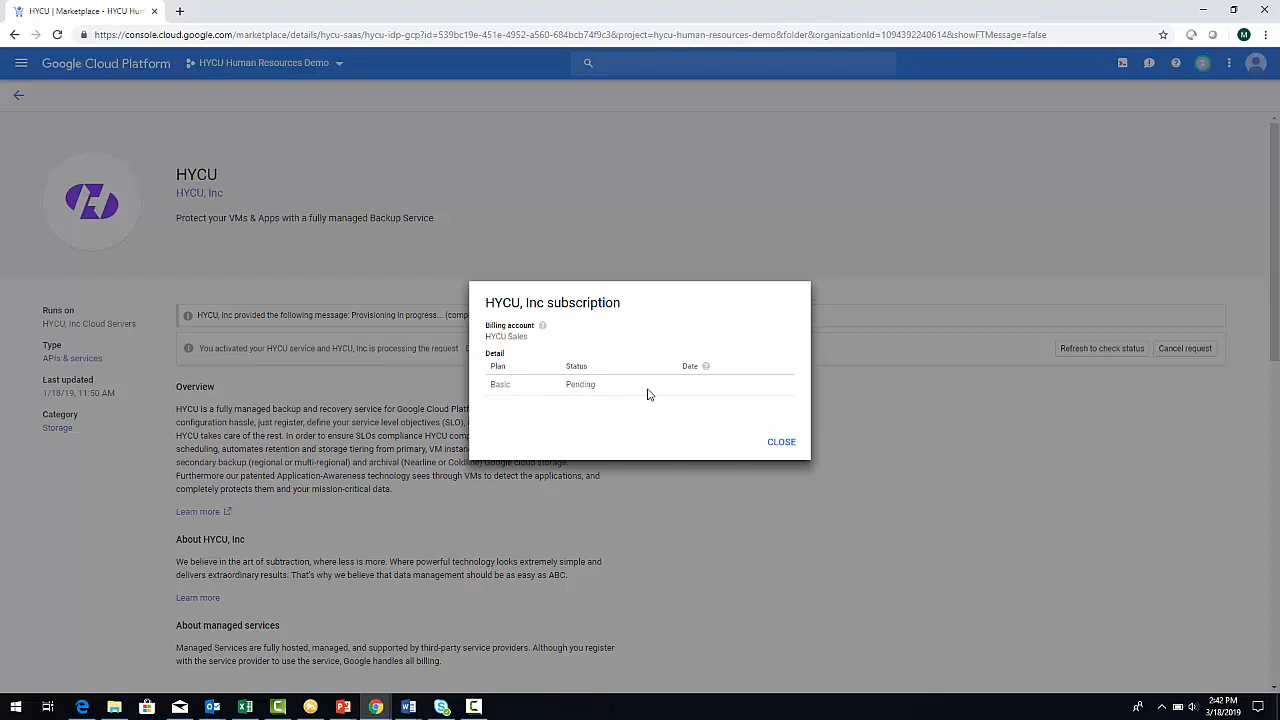 HYCU | Marketplace - HYCU Hum
https://console.cloud.google.com/marketplace/details/hycu-saas/hycu-idp-gcp?id=539bc19e-451e-4952-a560-684bcb74f9c3&project=hycu-human-resources-demo&folder&organizationId=1094392240614&showFTMessage=false
M
Google Cloud Platform
HYCU Human Resources Demo
HYCU
HYCU, Inc
Protect your VMs & Apps with a fully managed Backup Service
Runs on
HYCU, Inc Cloud Servers
Type
APIs & services
Last updated
1/18/19, 11:50 AM
Category
Storage
HYCU, Inc provided the following message: Provisioning in progress... (comp
You activated your HYCU service and HYCU, Inc is processing the request
Refresh to check status
Cancel request
Overview
HYCU is a fully managed backup and recovery service for Google Cloud Platf
configuration hassle, just register, define your service level objectives (SLO),
HYCU takes care of the rest. In order to ensure SLOs compliance HYCU comp
scheduling, automates retention and storage tiering from primary, VM instan
secondary backup (regional or multi-regional) and archival (Nearline or Coldline) Google cloud storage.
Furthermore our patented Application-Awareness technology sees through VMs to detect the applications, and
completely protects them and your mission-critical data.
Learn more
About HYCU, Inc
We believe in the art of subtraction, where less is more. Where powerful technology looks extremely simple and
delivers extraordinary results. That's why we believe that data management should be as easy as ABC.
Learn more
About managed services
Managed Services are fully hosted, managed, and supported by third-party service providers. Although you register
with the service provider to use the service, Google handles all billing.
HYCU, Inc subscription
Billing account
HYCU Sales
Detail
Plan Status Date
Basic Pending
CLOSE
2:42 PM
3/18/2019